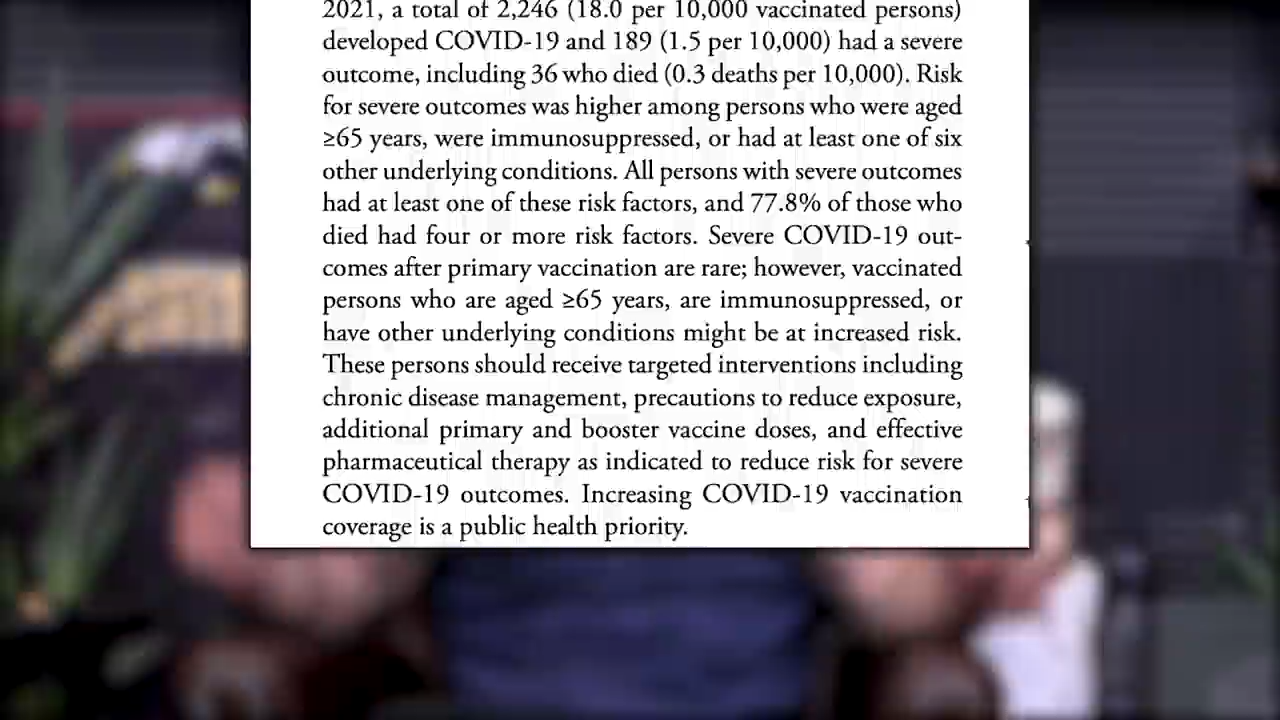 2021, a total of 2,246 (18.0 per 10,000 vaccinated persons)
developed COVID-19 and 189 (1.5 per 10,000) had a severe
outcome, including 36 who died (0.3 deaths per 10,000). Risk
for severe outcomes was higher among persons who were aged
≥65 years, were immunosuppressed, or had at least one of six
other underlying conditions. All persons with severe outcomes
had at least one of these risk factors, and 77.8% of those who
died had four or more risk factors. Severe COVID-19 out-
comes after primary vaccination are rare; however, vaccinated
persons who are aged ≥65 years, are immunosuppressed, or
have other underlying conditions might be at increased risk.
These persons should receive targeted interventions including
chronic disease management, precautions to reduce exposure,
additional primary and booster vaccine doses, and effective
pharmaceutical therapy as indicated to reduce risk for severe
COVID-19 outcomes. Increasing COVID-19 vaccination
coverage is a public health priority.